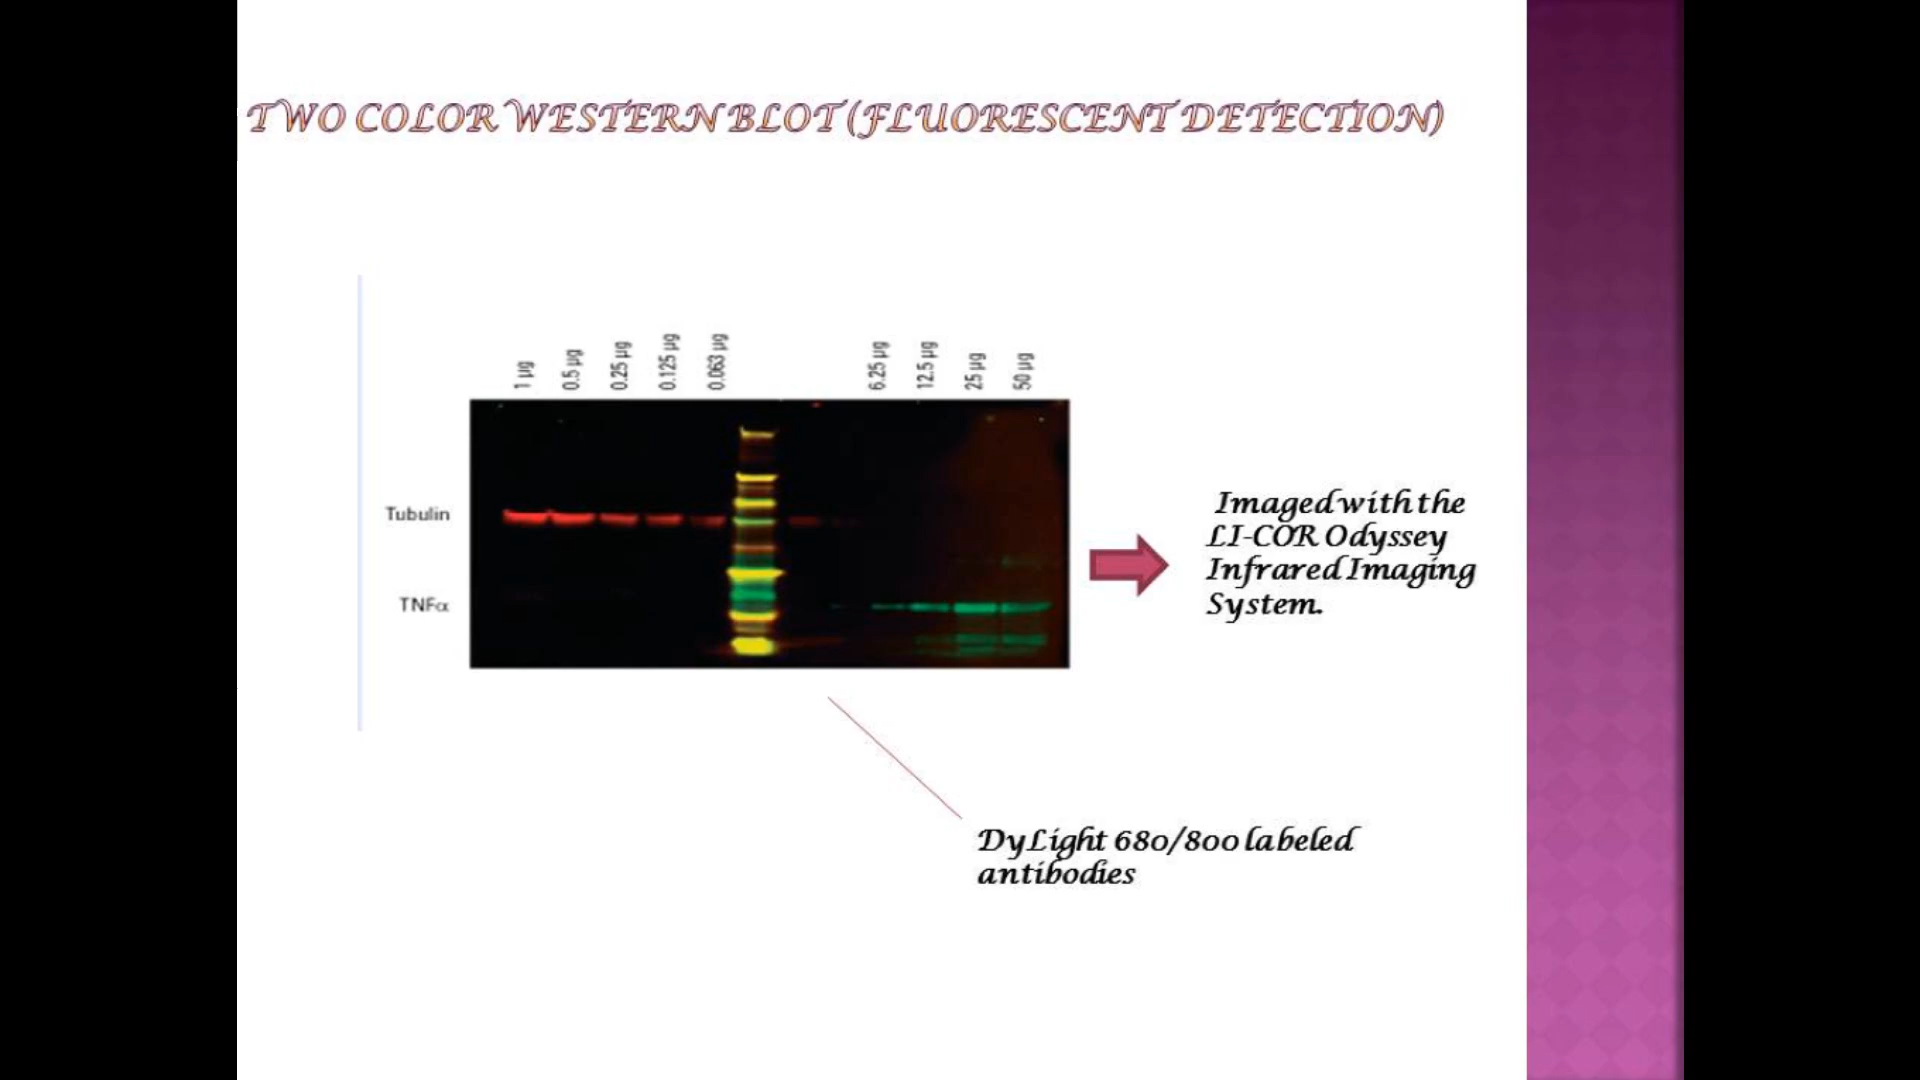 TWO COLOR WESTERN BLOT (FLUORESCENT DETECTION)
1 µg
0.5 µg
0.25 µg
0.125 µg
0.063 µg
6.25 µg
12.5 µg
25 µg
50 µg
Tubulin
TNFα
Imaged with the
LI-COR Odyssey
Infrared Imaging
System.
DyLight 680/800 labeled
antibodies